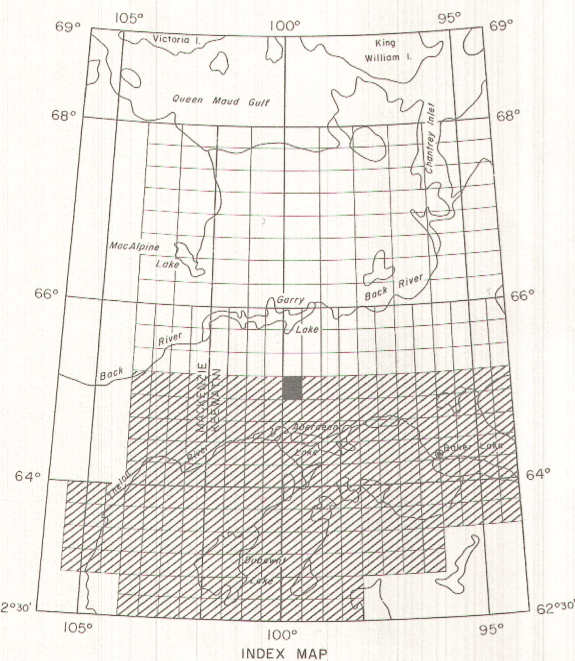 105° 100° 95°
69° 69°
Victoria I.
King
William I.
Queen Maud Gulf
68° 68°
Chantrey Inlet
MacAlpine
Lake
66° 66°
Garry
Lake
Back River
Back River
MACKENZIE
KEEWATIN
Aberdeen
Lake
Baker Lake
64° 64°
Thelon River
Dubawnt
Lake
2°30' 62°30'
105° 100° 95°
INDEX MAP